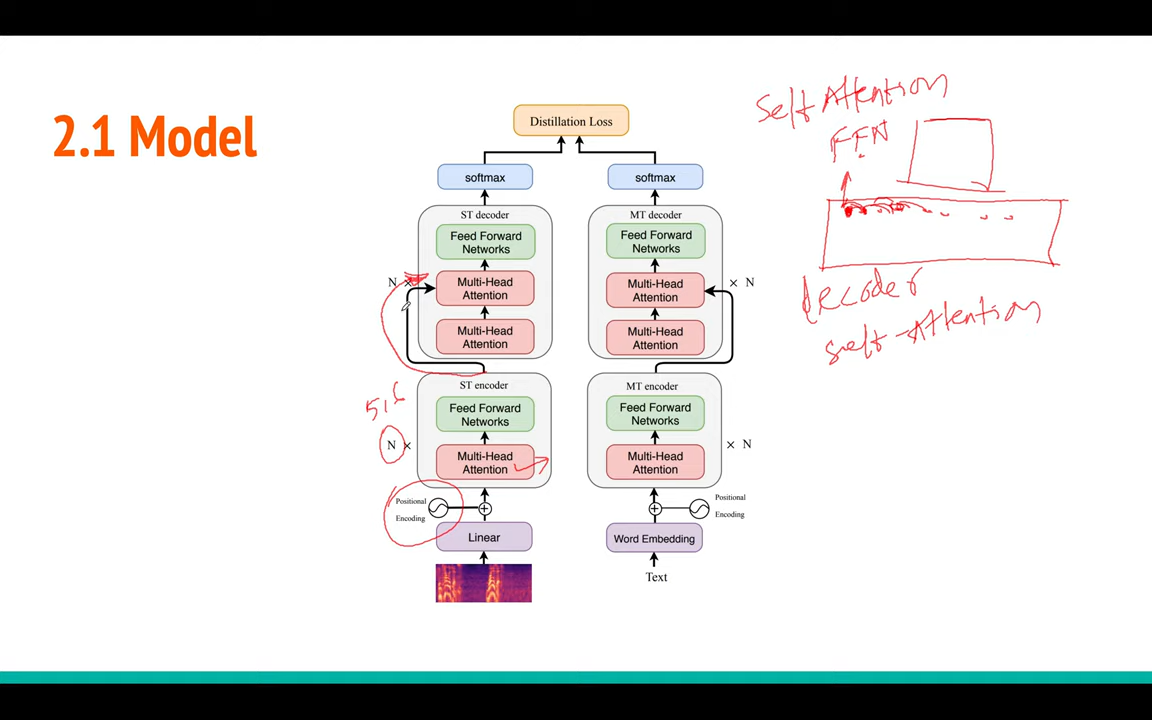 2.1 Model
Distillation Loss
softmax
softmax
ST decoder
Feed Forward
Networks
Multi-Head
Attention
Multi-Head
Attention
N ×
MT decoder
Feed Forward
Networks
Multi-Head
Attention
Multi-Head
Attention
× N
ST encoder
Feed Forward
Networks
Multi-Head
Attention
5,6
N ×
MT encoder
Feed Forward
Networks
Multi-Head
Attention
× N
Positional
Encoding
+
Linear
+
Positional
Encoding
Word Embedding
Text
Self Attention
FFN
decoder
self-Attention